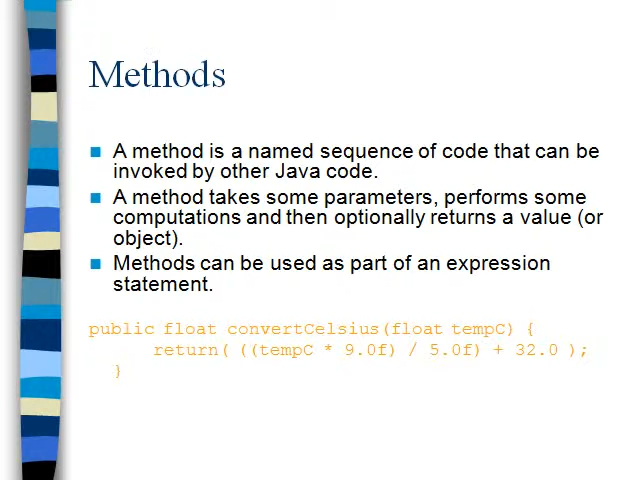 Methods
A method is a named sequence of code that can be
invoked by other Java code.
A method takes some parameters, performs some
computations and then optionally returns a value (or
object).
Methods can be used as part of an expression
statement.
public float convertCelsius(float tempC) {
return( ((tempC * 9.0f) / 5.0f) + 32.0 );
}